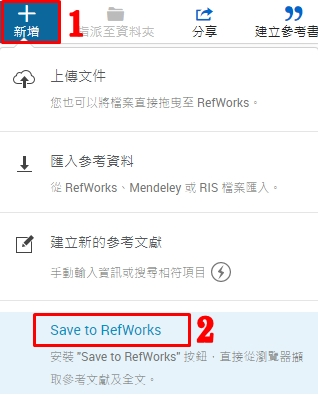 新增 1 指派至資料夾 分享 建立參考書
上傳文件
您也可以將檔案直接拖曳至 RefWorks。
匯入參考資料
從 RefWorks、Mendeley 或 RIS 檔案匯入。
建立新的參考文獻
手動輸入資訊或搜尋相符項目
Save to RefWorks 2
安裝 "Save to RefWorks" 按鈕，直接從瀏覽器擷
取參考文獻及全文。